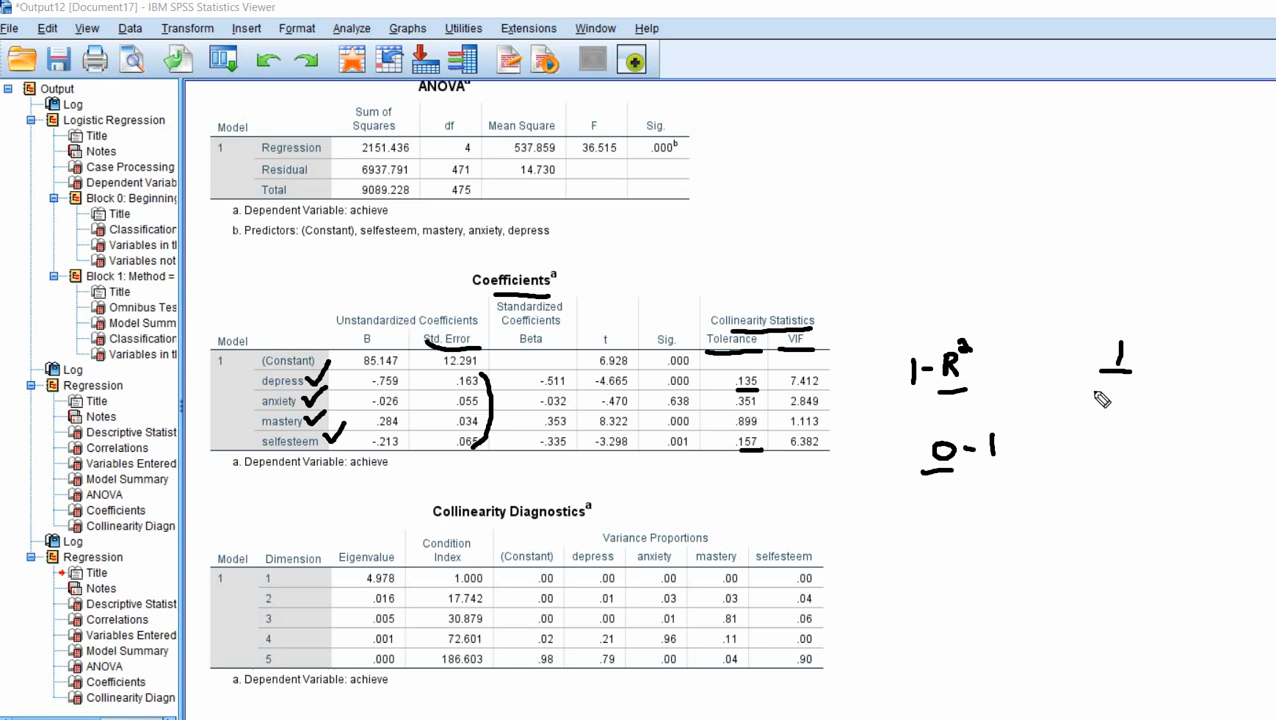 *Output12 [Document17] - IBM SPSS Statistics Viewer
File Edit View Data Transform Insert Format Analyze Graphs Utilities Extensions Window Help
Output
Log
Logistic Regression
Title
Notes
Case Processing
Dependent Variab
Block 0: Beginning
Title
Classification
Variables in th
Variables not
Block 1: Method =
Title
Omnibus Tes
Model Summ
Classification
Variables in th
Log
Regression
Title
Notes
Descriptive Statist
Correlations
Variables Entered
Model Summary
ANOVA
Coefficients
Collinearity Diagn
Log
Regression
Title
Notes
Descriptive Statist
Correlations
Variables Entered
Model Summary
ANOVA
Coefficients
Collinearity Diagn
ANOVAa
Model Sum of Squares df Mean Square F Sig.
1 Regression 2151.436 4 537.859 36.515 .000b
Residual 6937.791 471 14.730
Total 9089.228 475
a. Dependent Variable: achieve
b. Predictors: (Constant), selfesteem, mastery, anxiety, depress
Coefficientsa
Unstandardized Coefficients Standardized Coefficients Collinearity Statistics
Model B Std. Error Beta t Sig. Tolerance VIF
1 (Constant) 85.147 12.291 6.928 .000
depress -.759 .163 -.511 -4.665 .000 .135 7.412
anxiety -.026 .055 -.032 -.470 .638 .351 2.849
mastery .284 .034 .353 8.322 .000 .899 1.113
selfesteem -.213 .065 -.335 -3.298 .001 .157 6.382
a. Dependent Variable: achieve
1-R² 1
0-1
Collinearity Diagnosticsa
Variance Proportions
Model Dimension Eigenvalue Condition Index (Constant) depress anxiety mastery selfesteem
1 1 4.978 1.000 .00 .00 .00 .00 .00
2 .016 17.742 .00 .01 .03 .03 .04
3 .005 30.879 .00 .00 .01 .81 .06
4 .001 72.601 .02 .21 .96 .11 .00
5 .000 186.603 .98 .79 .00 .04 .90
a. Dependent Variable: achieve